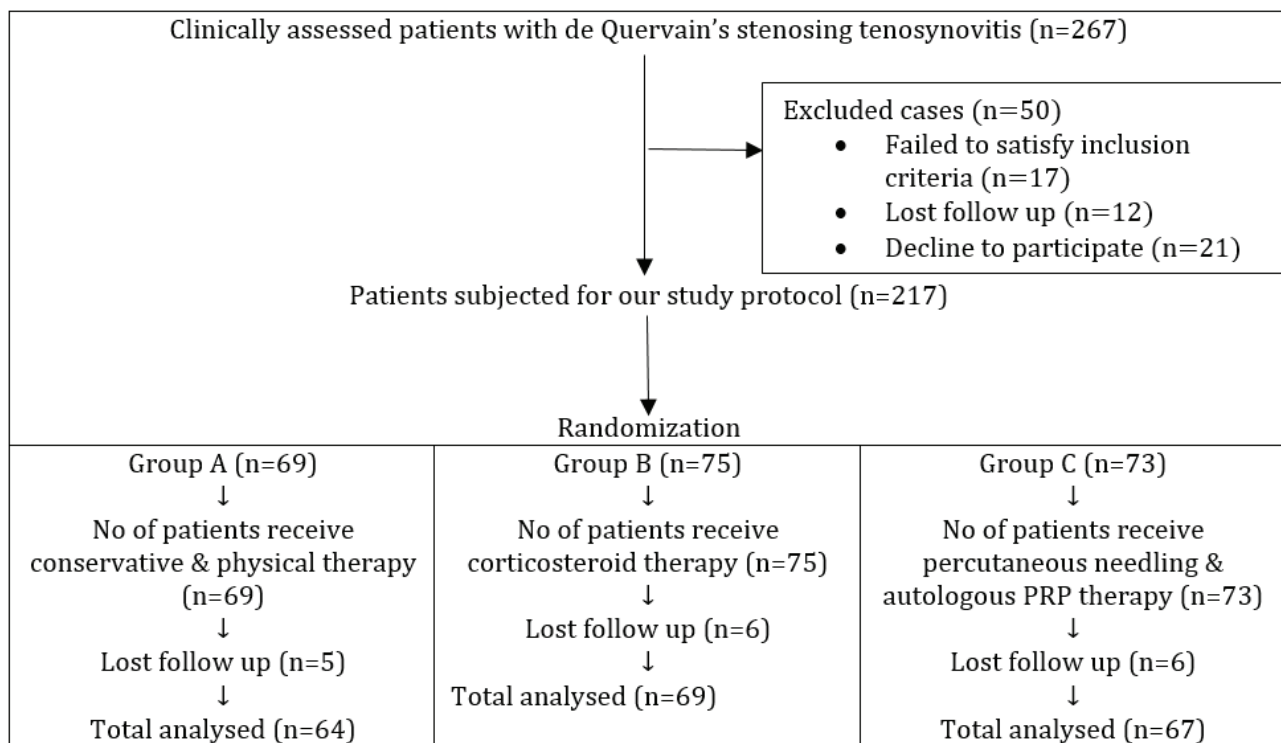 Clinically assessed patients with de Quervain’s stenosing tenosynovitis (n=267)
Excluded cases (n=50)
• Failed to satisfy inclusion
criteria (n=17)
• Lost follow up (n=12)
• Decline to participate (n=21)
Patients subjected for our study protocol (n=217)
Randomization
Group A (n=69)
↓
No of patients receive
conservative & physical therapy
(n=69)
↓
Lost follow up (n=5)
↓
Total analysed (n=64)
Group B (n=75)
↓
No of patients receive
corticosteroid therapy (n=75)
↓
Lost follow up (n=6)
↓
Total analysed (n=69)
Group C (n=73)
↓
No of patients receive
percutaneous needling &
autologous PRP therapy (n=73)
↓
Lost follow up (n=6)
↓
Total analysed (n=67)